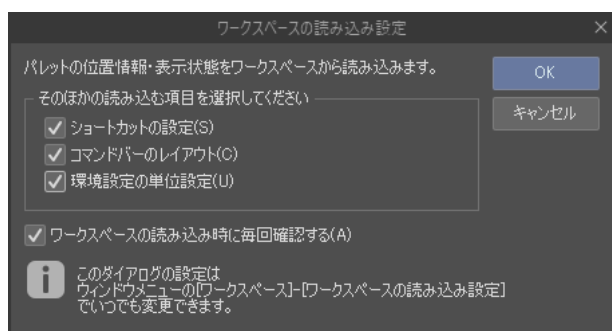 ワークスペースの読み込み設定
パレットの位置情報・表示状態をワークスペースから読み込みます。
OK
キャンセル
そのほかの読み込む項目を選択してください
ショートカットの設定(S)
コマンドバーのレイアウト(C)
環境設定の単位設定(U)
ワークスペースの読み込み時に毎回確認する(A)
このダイアログの設定は
ウィンドウメニューの[ワークスペース]-[ワークスペースの読み込み設定]
でいつでも変更できます。